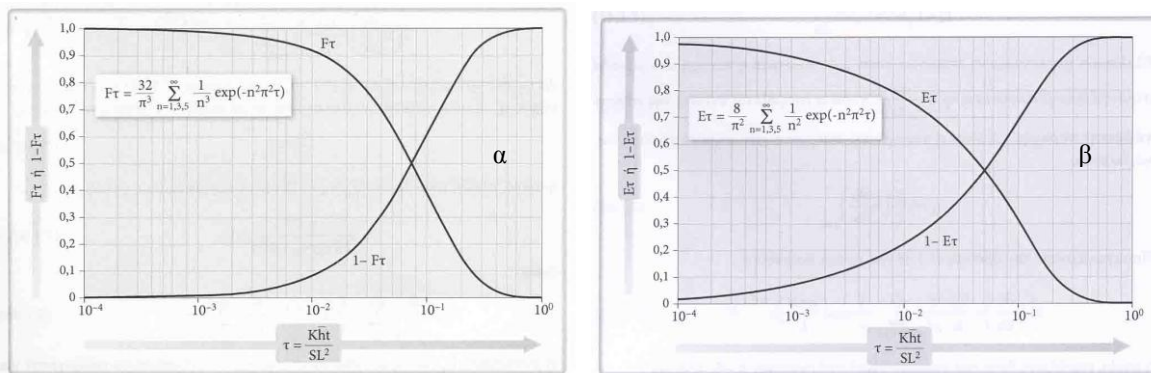 1,0
0,9
0,8
0,7
0,6
0,5
0,4
0,3
0,2
0,1
0
Fτ ή 1–Fτ
Fτ
Fτ = 32/π³ ∑ n=1,3,5 ∞ 1/n³ exp(-n²π²τ)
α
1– Fτ
10⁻⁴ 10⁻³ 10⁻² 10⁻¹ 10⁰
τ = Kh̄t/SL²
1,0
0,9
0,8
0,7
0,6
0,5
0,4
0,3
0,2
0,1
0
Eτ ή 1–Eτ
Eτ
Eτ = 8/π² ∑ n=1,3,5 ∞ 1/n² exp(-n²π²τ)
β
1– Eτ
10⁻⁴ 10⁻³ 10⁻² 10⁻¹ 10⁰
τ = Kh̄t/SL²